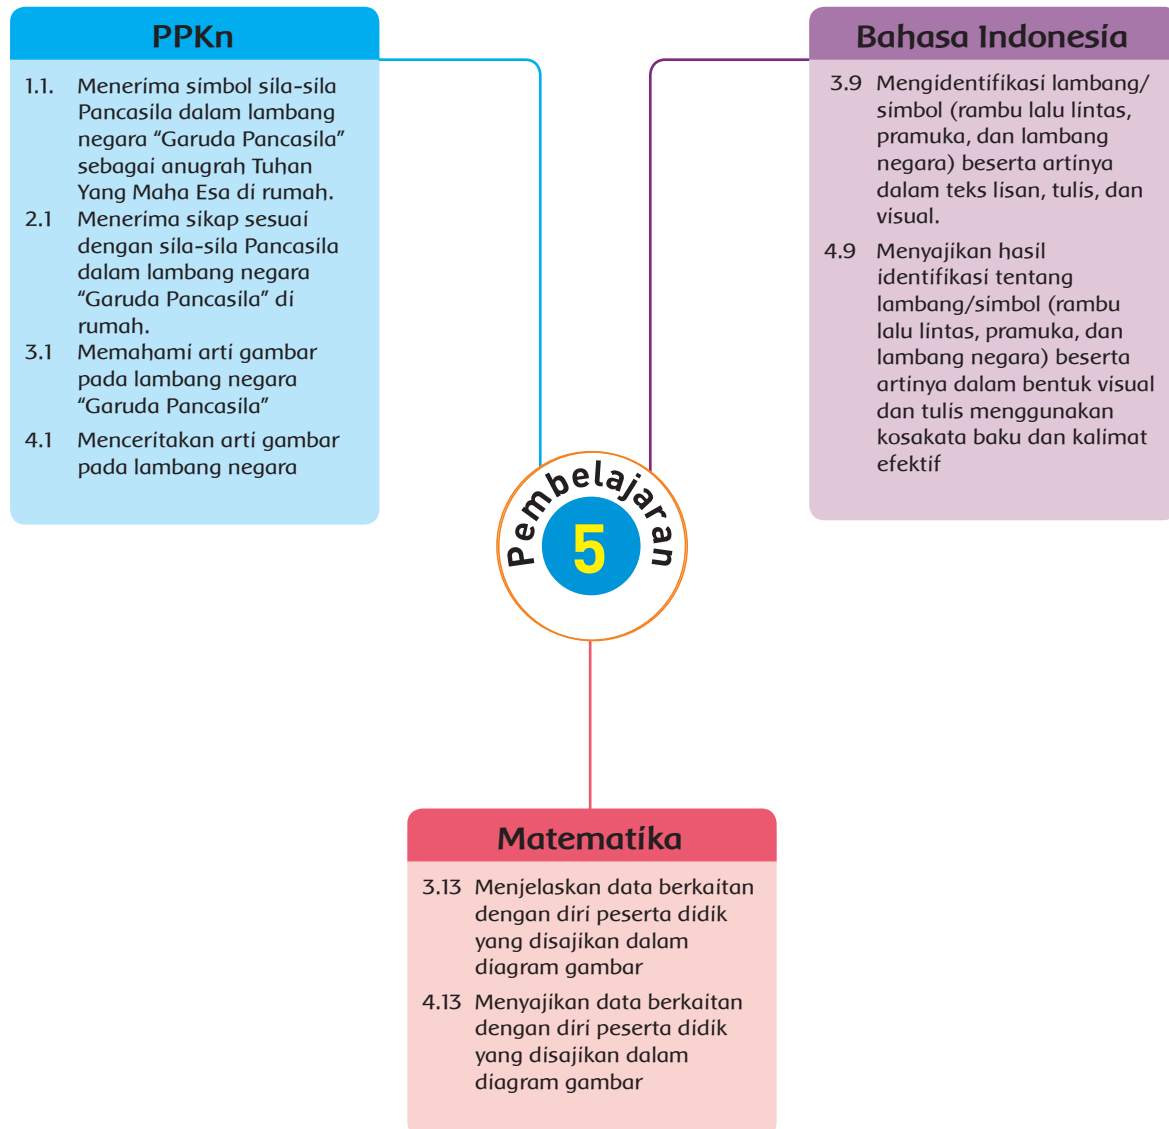 PPKn
1.1. Menerima simbol sila-sila
Pancasila dalam lambang
negara “Garuda Pancasila”
sebagai anugrah Tuhan
Yang Maha Esa di rumah.
2.1 Menerima sikap sesuai
dengan sila-sila Pancasila
dalam lambang negara
“Garuda Pancasila” di
rumah.
3.1 Memahami arti gambar
pada lambang negara
“Garuda Pancasila”
4.1 Menceritakan arti gambar
pada lambang negara
Bahasa Indonesia
3.9 Mengidentifikasi lambang/
simbol (rambu lalu lintas,
pramuka, dan lambang
negara) beserta artinya
dalam teks lisan, tulis, dan
visual.
4.9 Menyajikan hasil
identifikasi tentang
lambang/simbol (rambu
lalu lintas, pramuka, dan
lambang negara) beserta
artinya dalam bentuk visual
dan tulis menggunakan
kosakata baku dan kalimat
efektif
Pembelajaran
5
Matematika
3.13 Menjelaskan data berkaitan
dengan diri peserta didik
yang disajikan dalam
diagram gambar
4.13 Menyajikan data berkaitan
dengan diri peserta didik
yang disajikan dalam
diagram gambar